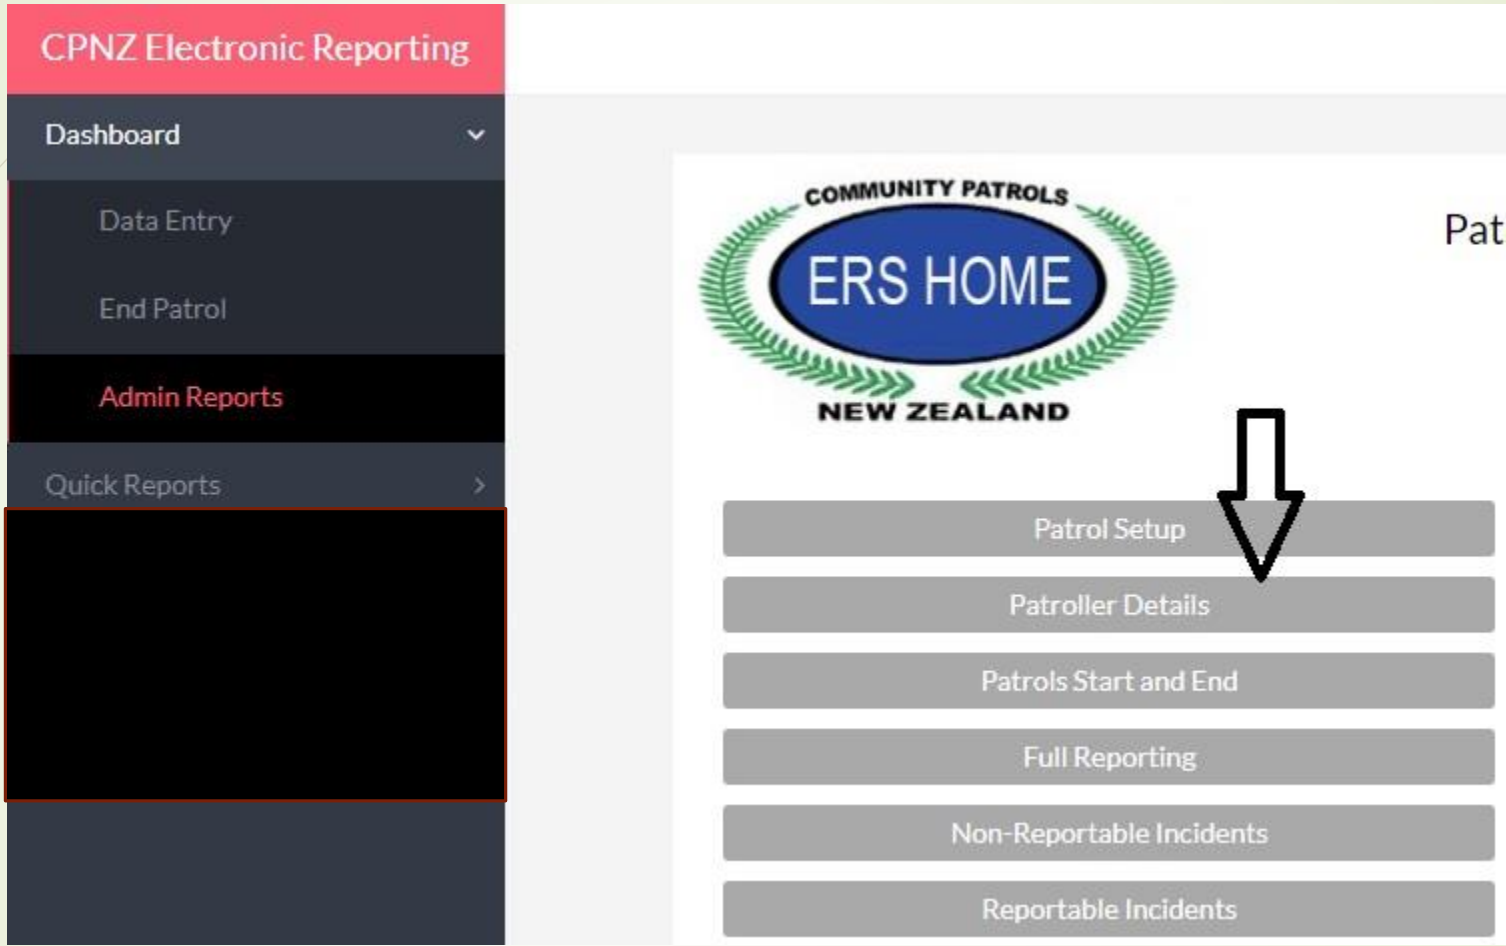 CPNZ Electronic Reporting
Dashboard
Data Entry
End Patrol
Admin Reports
Quick Reports
COMMUNITY PATROLS
ERS HOME
NEW ZEALAND
Pat
Patrol Setup
Patroller Details
Patrols Start and End
Full Reporting
Non-Reportable Incidents
Reportable Incidents